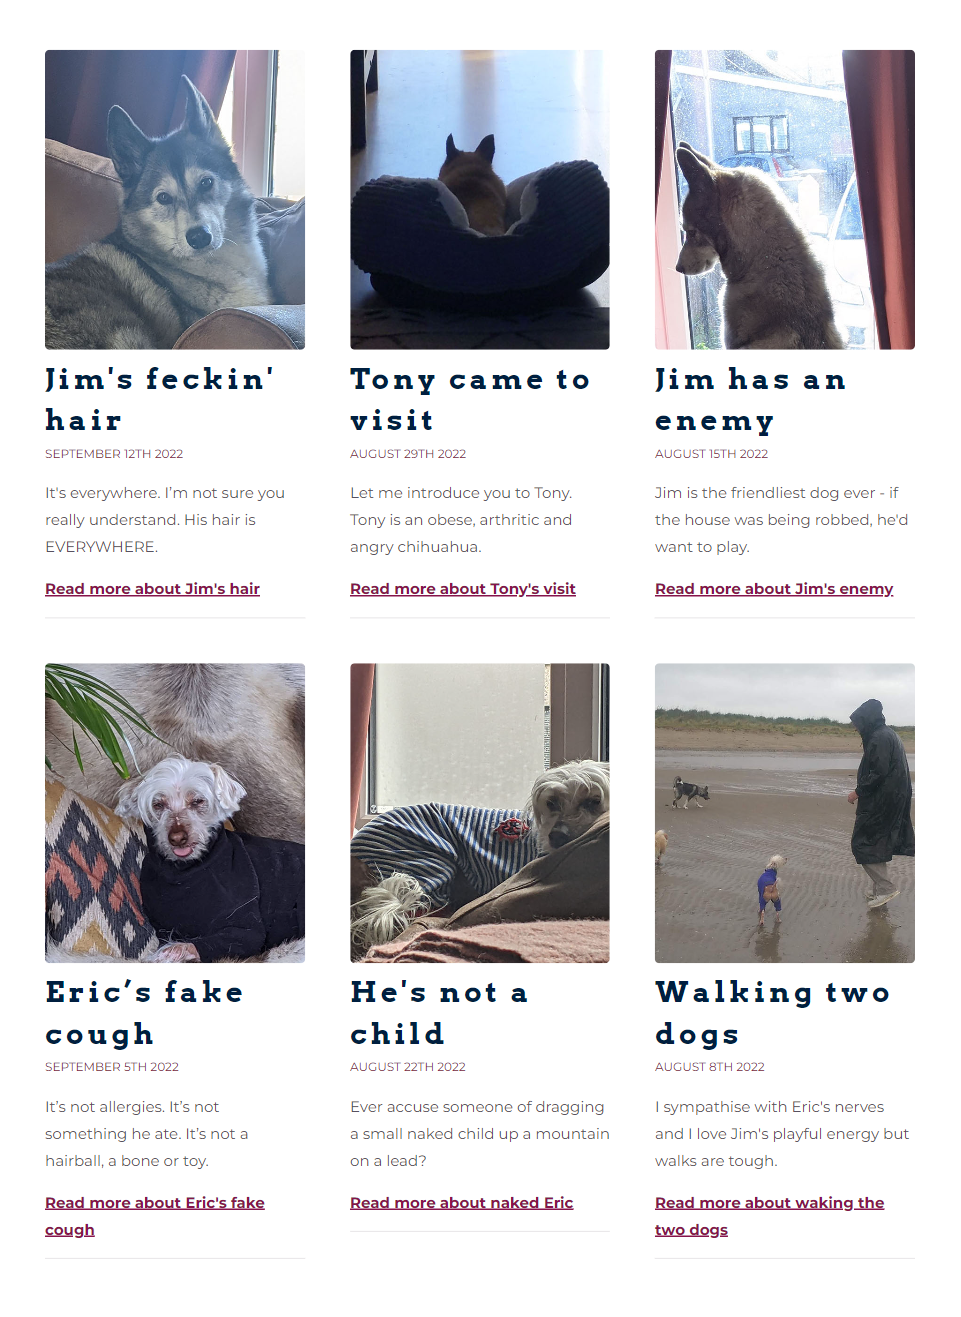 Jim's feckin'
hair
SEPTEMBER 12TH 2022
It's everywhere. I'm not sure you
really understand. His hair is
EVERYWHERE.
Read more about Jim's hair
Tony came to
visit
AUGUST 29TH 2022
Let me introduce you to Tony.
Tony is an obese, arthritic and
angry chihuahua.
Read more about Tony's visit
Jim has an
enemy
AUGUST 15TH 2022
Jim is the friendliest dog ever - if
the house was being robbed, he'd
want to play.
Read more about Jim's enemy
Eric’s fake
cough
SEPTEMBER 5TH 2022
It’s not allergies. It’s not
something he ate. It’s not a
hairball, a bone or toy.
Read more about Eric's fake
cough
He's not a
child
AUGUST 22TH 2022
Ever accuse someone of dragging
a small naked child up a mountain
on a lead?
Read more about naked Eric
Walking two
dogs
AUGUST 8TH 2022
I sympathise with Eric's nerves
and I love Jim's playful energy but
walks are tough.
Read more about waking the
two dogs